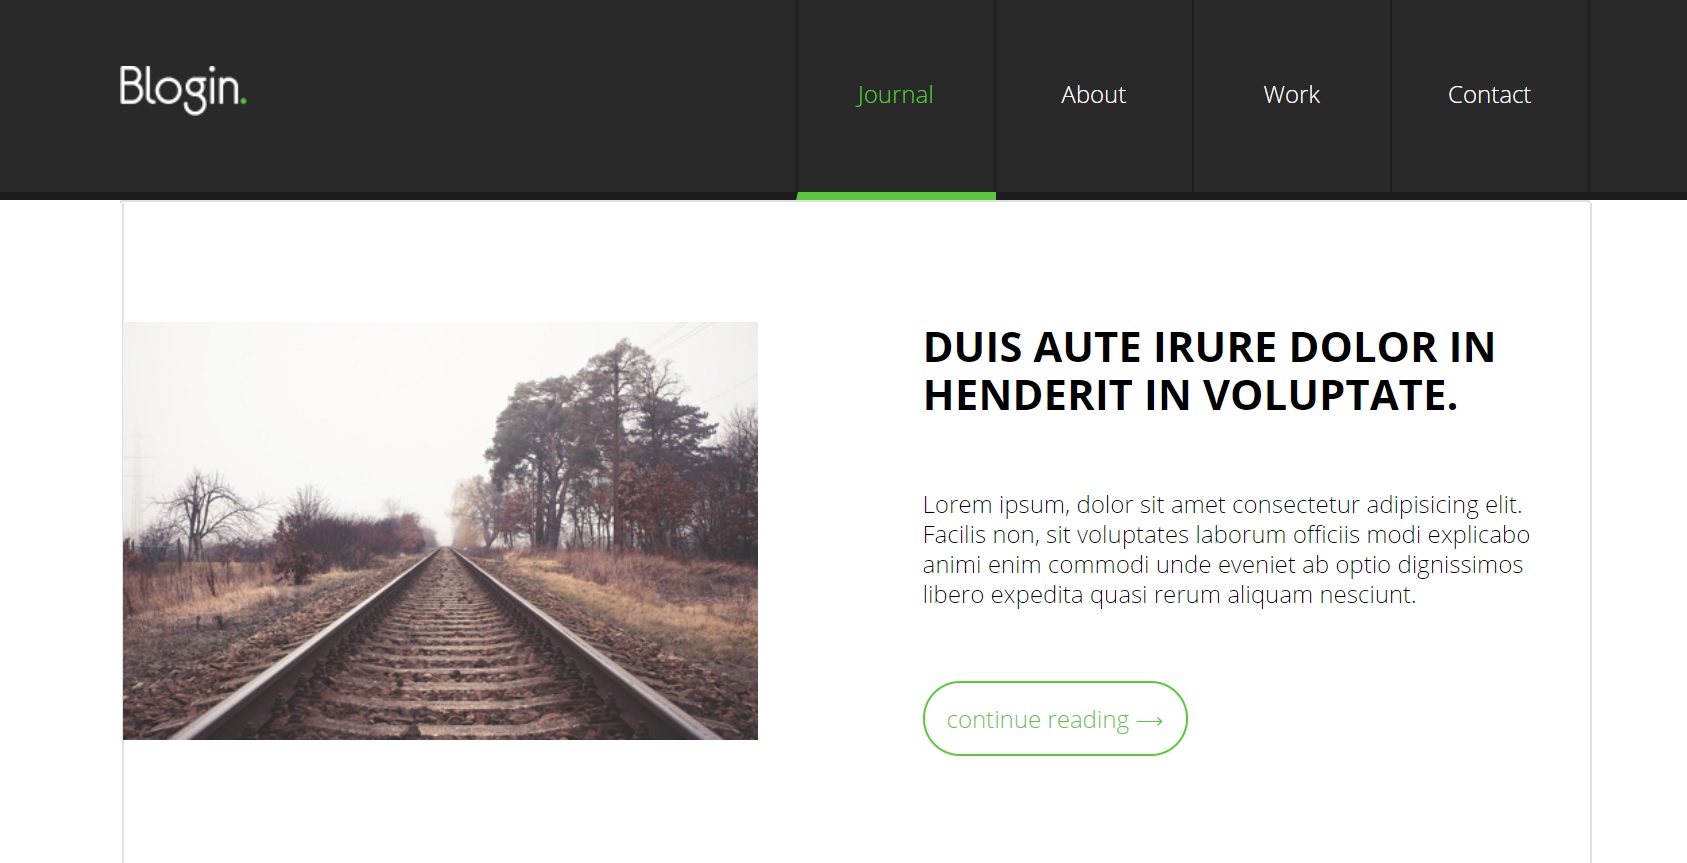 Blogin.
Journal About Work Contact
DUIS AUTE IRURE DOLOR IN
HENDERIT IN VOLUPTATE.
Lorem ipsum, dolor sit amet consectetur adipisicing elit.
Facilis non, sit voluptates laborum officiis modi explicabo
animi enim commodi unde eveniet ab optio dignissimos
libero expedita quasi rerum aliquam nesciunt.
continue reading ⟶